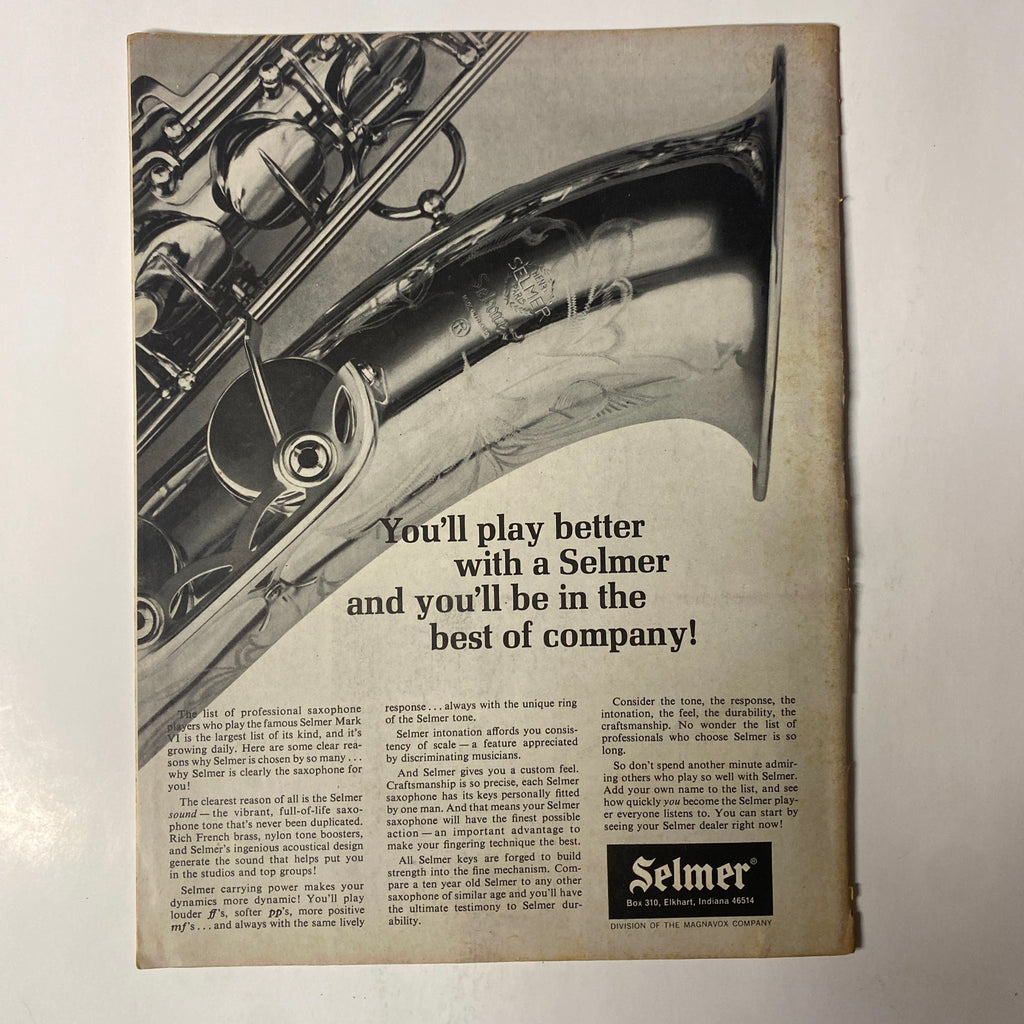 HENRI
SELMER
PARIS
You'll play better
with a Selmer
and you'll be in the
best of company!
The list of professional saxophone
players who play the famous Selmer Mark
VI is the largest list of its kind, and it's
growing daily. Here are some clear rea-
sons why Selmer is chosen by so many . . .
why Selmer is clearly the saxophone for
you!
The clearest reason of all is the Selmer
sound — the vibrant, full-of-life saxo-
phone tone that's never been duplicated.
Rich French brass, nylon tone boosters,
and Selmer's ingenious acoustical design
generate the sound that helps put you
in the studios and top groups!
Selmer carrying power makes your
dynamics more dynamic! You'll play
louder ff's, softer pp's, more positive
mf's . . . and always with the same lively
response . . . always with the unique ring
of the Selmer tone.
Selmer intonation affords you consis-
tency of scale — a feature appreciated
by discriminating musicians.
And Selmer gives you a custom feel.
Craftsmanship is so precise, each Selmer
saxophone has its keys personally fitted
by one man. And that means your Selmer
saxophone will have the finest possible
action — an important advantage to
make your fingering technique the best.
All Selmer keys are forged to build
strength into the fine mechanism. Com-
pare a ten year old Selmer to any other
saxophone of similar age and you'll have
the ultimate testimony to Selmer dur-
ability.
Consider the tone, the response, the
intonation, the feel, the durability, the
craftsmanship. No wonder the list of
professionals who choose Selmer is so
long.
So don't spend another minute admir-
ing others who play so well with Selmer.
Add your own name to the list, and see
how quickly you become the Selmer play-
er everyone listens to. You can start by
seeing your Selmer dealer right now!
Selmer®
Box 310, Elkhart, Indiana 46514
DIVISION OF THE MAGNAVOX COMPANY